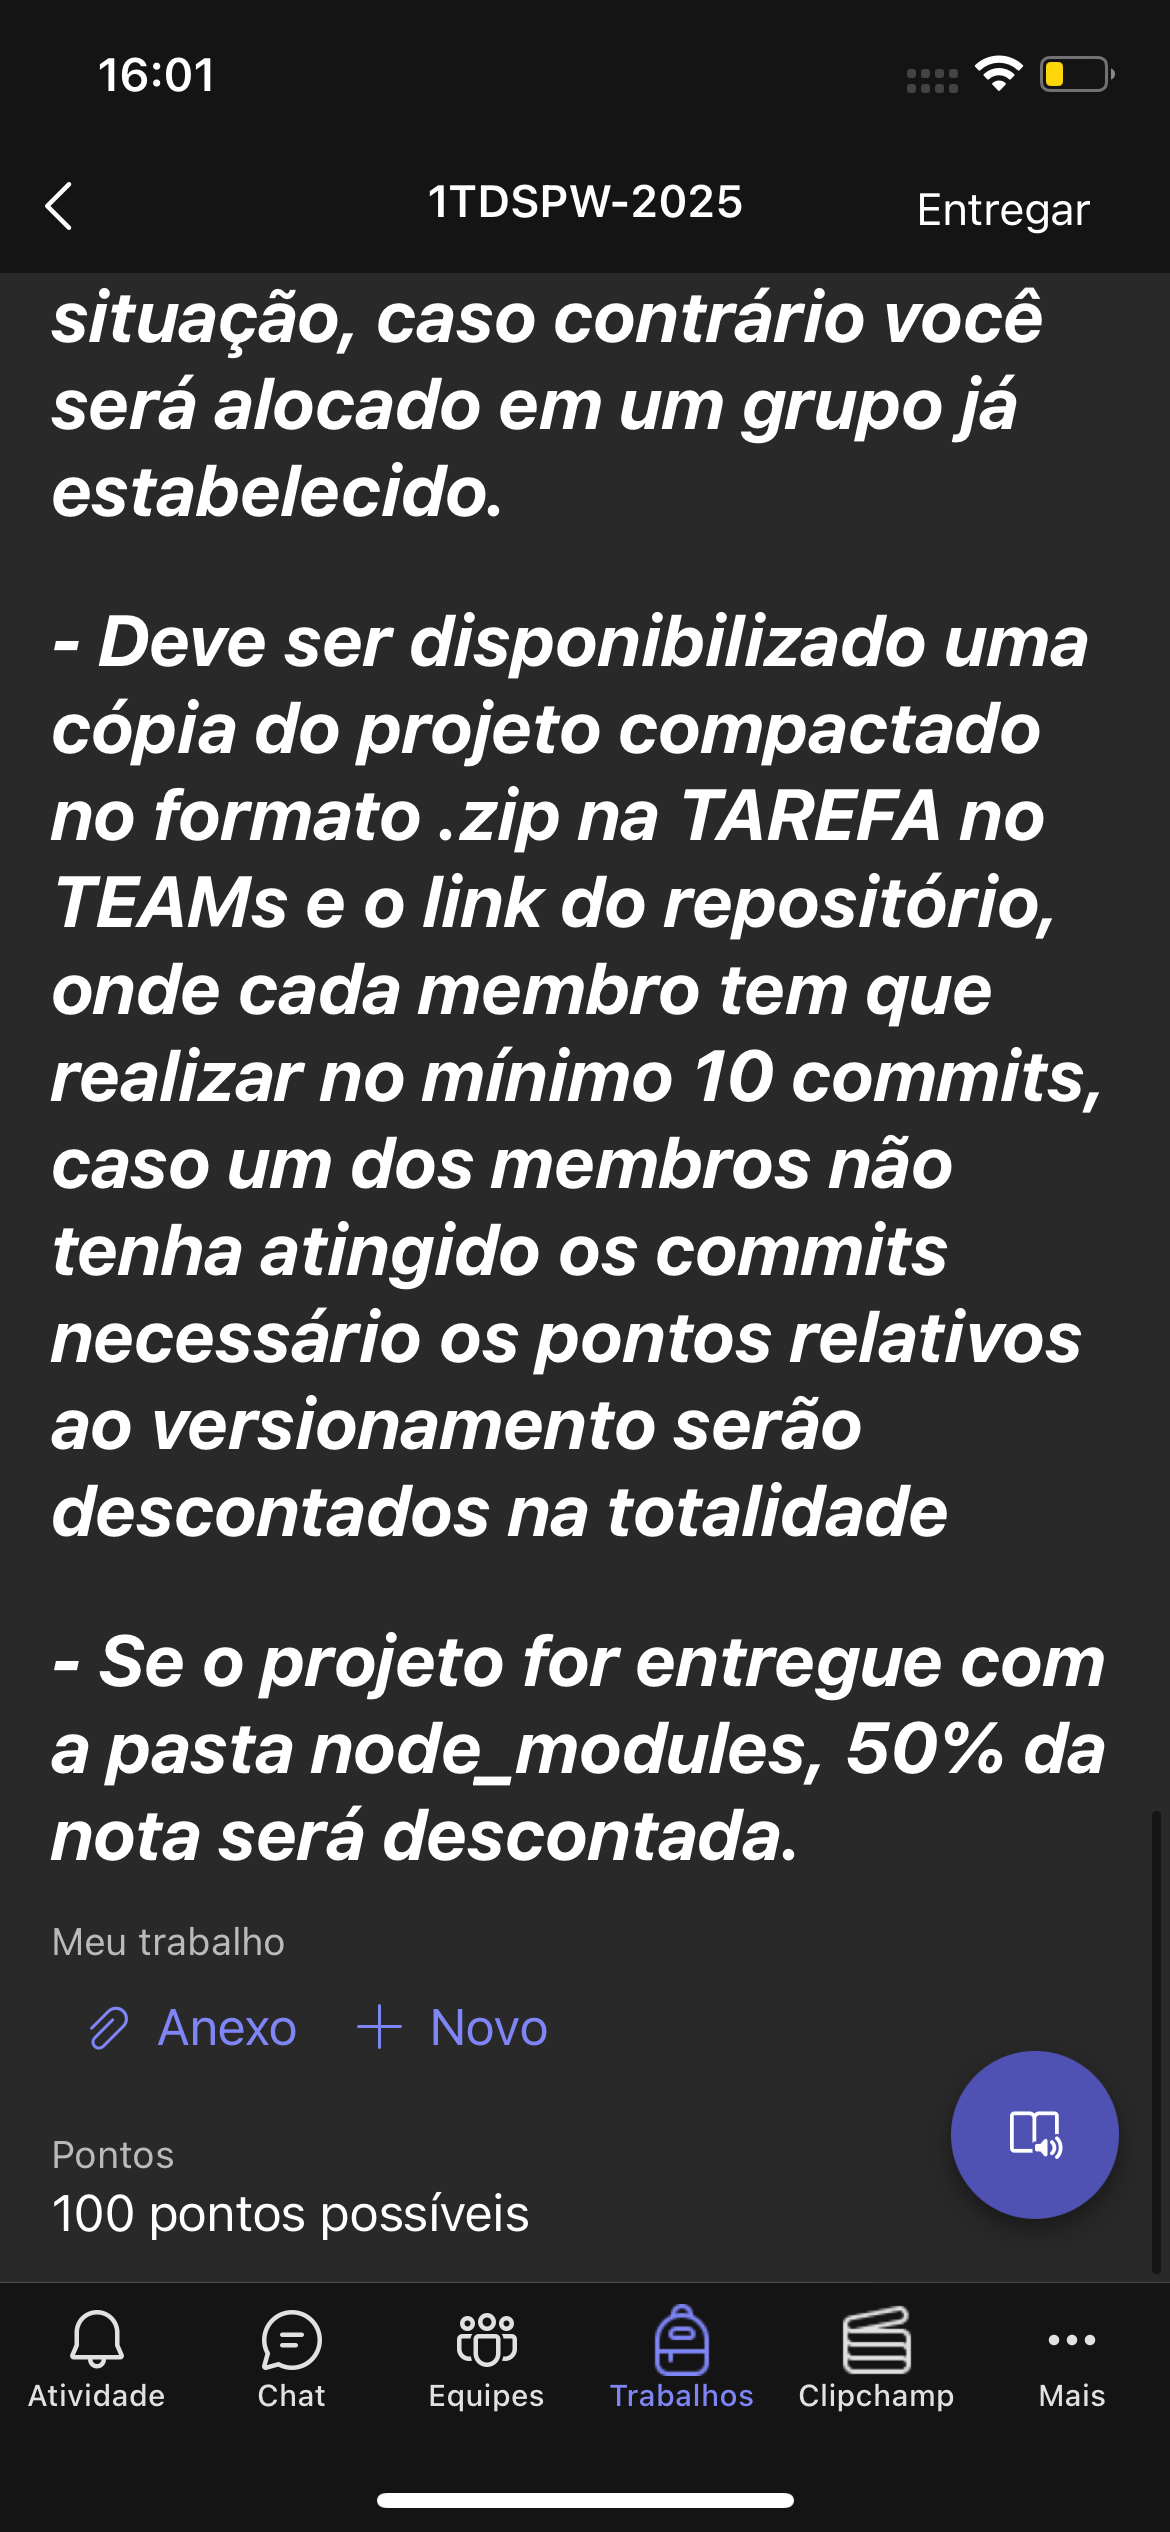 16:01
1TDSPW-2025
Entregar
situação, caso contrário você
será alocado em um grupo já
estabelecido.
- Deve ser disponibilizado uma
cópia do projeto compactado
no formato .zip na TAREFA no
TEAMs e o link do repositório,
onde cada membro tem que
realizar no mínimo 10 commits,
caso um dos membros não
tenha atingido os commits
necessário os pontos relativos
ao versionamento serão
descontados na totalidade
- Se o projeto for entregue com
a pasta node_modules, 50% da
nota será descontada.
Meu trabalho
Anexo
Novo
Pontos
100 pontos possíveis
Atividade
Chat
Equipes
Trabalhos
Clipchamp
Mais